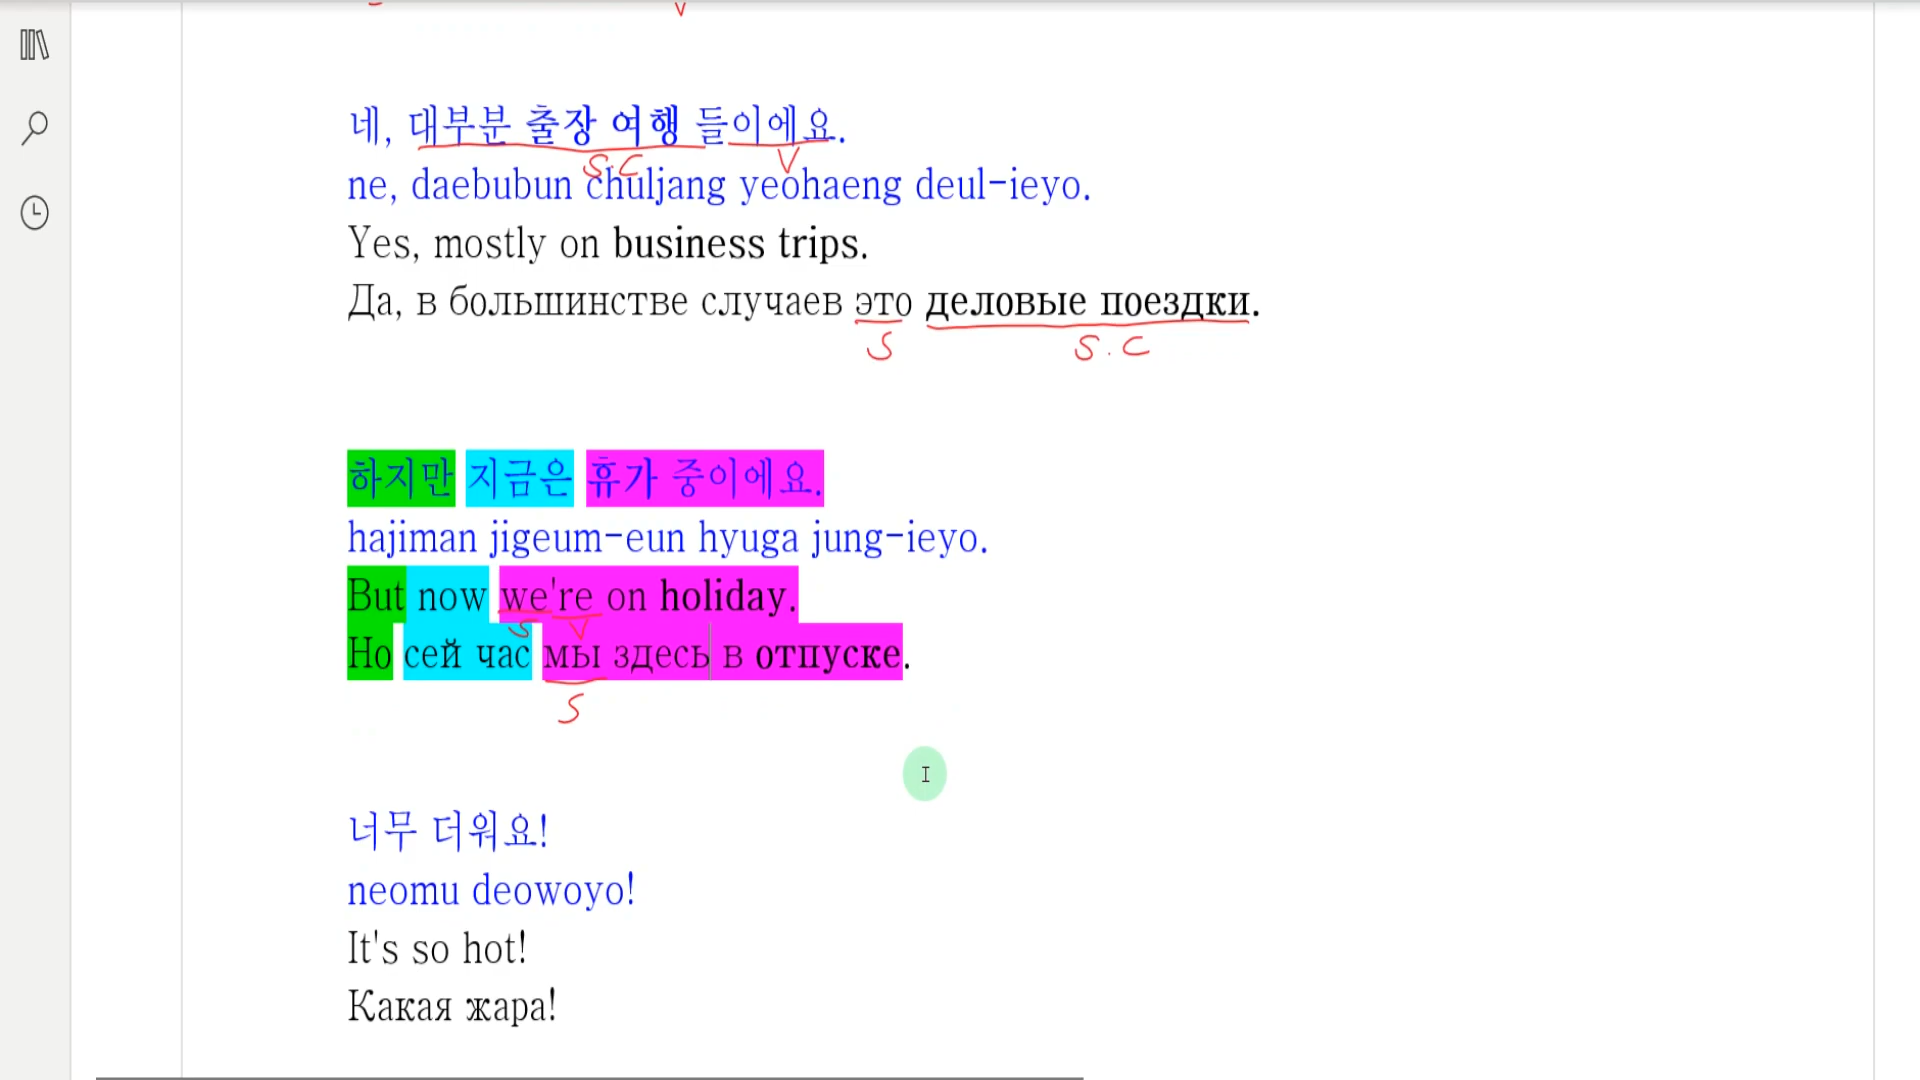 네, 대부분 출장 여행 들이에요.
S.C V
ne, daebubun chuljang yeohaeng deul-ieyo.
Yes, mostly on business trips.
Да, в большинстве случаев это деловые поездки.
S S.C
하지만 지금은 휴가 중이에요.
hajiman jigeum-eun hyuga jung-ieyo.
But now we're on holiday.
S V
Но сей час мы здесь в отпуске.
S
너무 더워요!
neomu deowoyo!
It's so hot!
Какая жара!